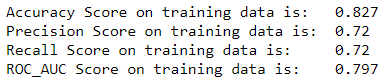 Accuracy Score on training data is: 0.827
Precision Score on training data is: 0.72
Recall Score on training data is: 0.72
ROC_AUC Score on training data is: 0.797